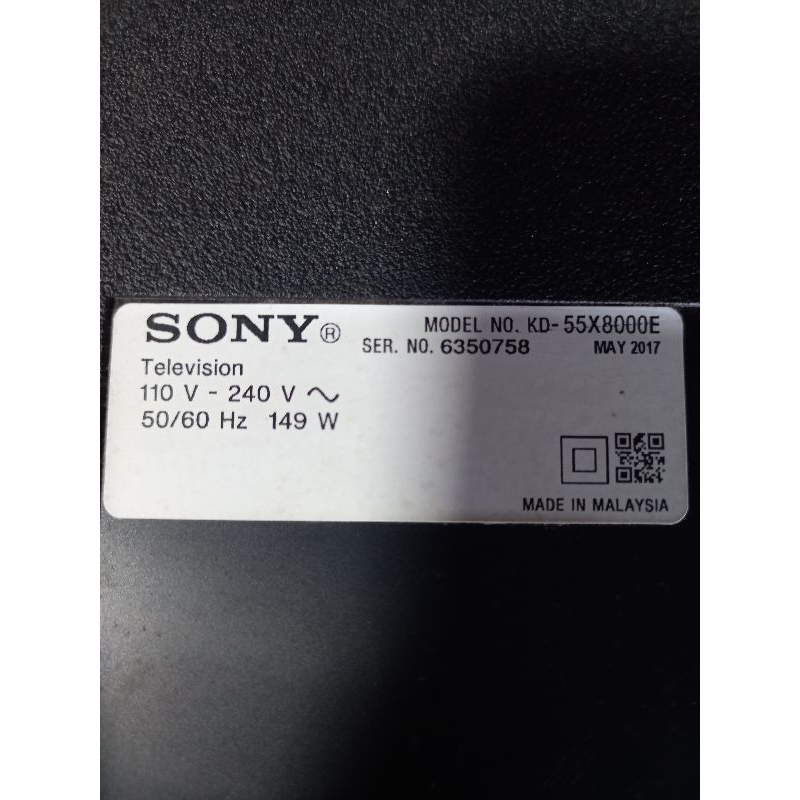 SONY®
MODEL NO. KD-55X8000E
SER. NO. 6350758 MAY 2017
Television
110 V - 240 V ~
50/60 Hz 149 W
MADE IN MALAYSIA